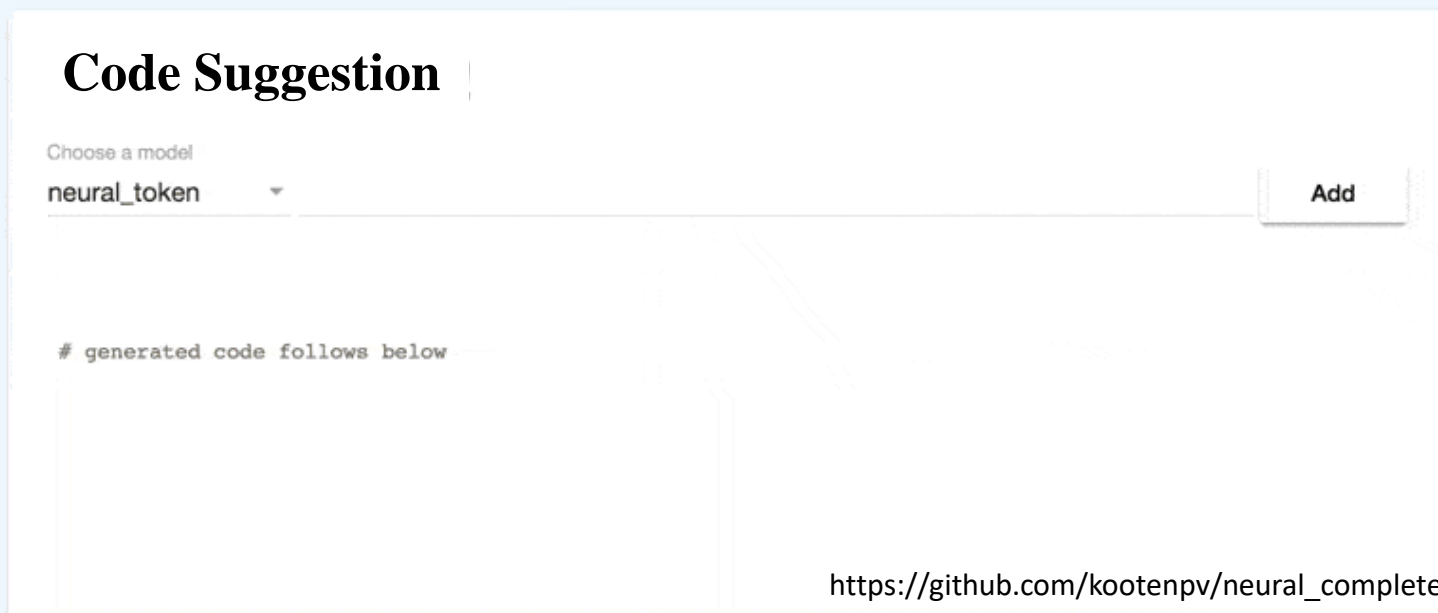 Code Suggestion
Choose a model
neural_token
Add
# generated code follows below
https://github.com/kootenpv/neural_complete